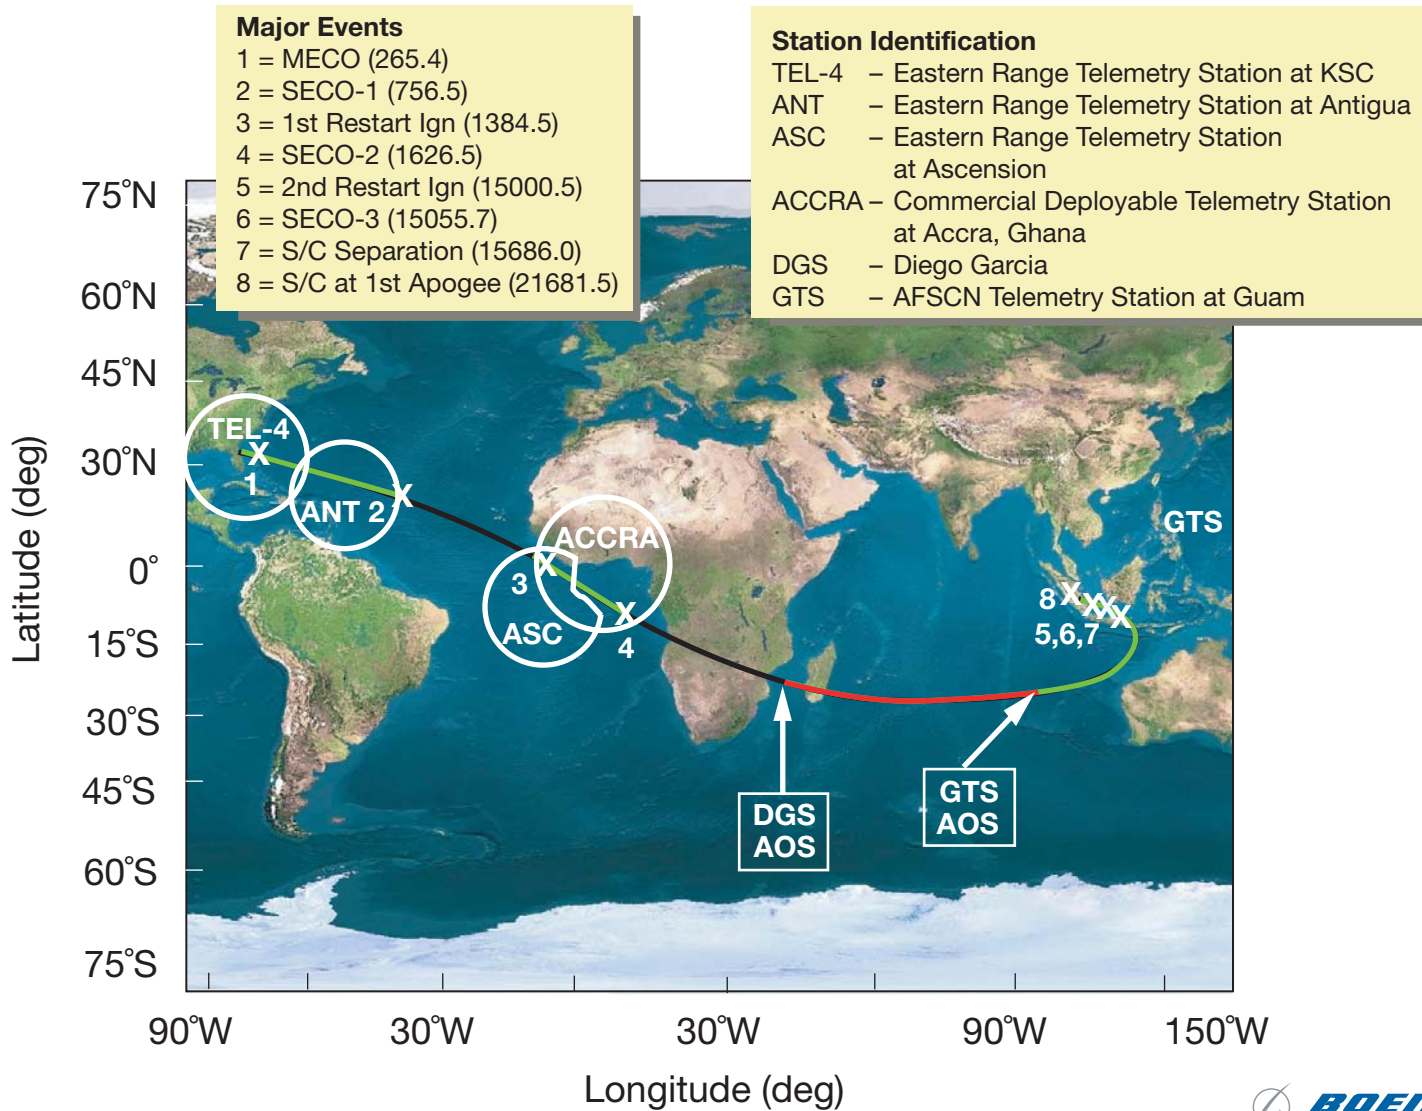 Major Events
1 = MECO (265.4)
2 = SECO-1 (756.5)
3 = 1st Restart Ign (1384.5)
4 = SECO-2 (1626.5)
5 = 2nd Restart Ign (15000.5)
6 = SECO-3 (15055.7)
7 = S/C Separation (15686.0)
8 = S/C at 1st Apogee (21681.5)
Station Identification
TEL-4 – Eastern Range Telemetry Station at KSC
ANT – Eastern Range Telemetry Station at Antigua
ASC – Eastern Range Telemetry Station
at Ascension
ACCRA – Commercial Deployable Telemetry Station
at Accra, Ghana
DGS – Diego Garcia
GTS – AFSCN Telemetry Station at Guam
75°N
60°N
45°N
30°N
0°
15°S
30°S
45°S
60°S
75°S
Latitude (deg)
TEL-4
X
1
ANT 2
X
ACCRA
X
3
ASC
X
4
GTS
8 X
X X X
5,6,7
DGS
AOS
GTS
AOS
90°W
30°W
30°W
90°W
150°W
Longitude (deg)